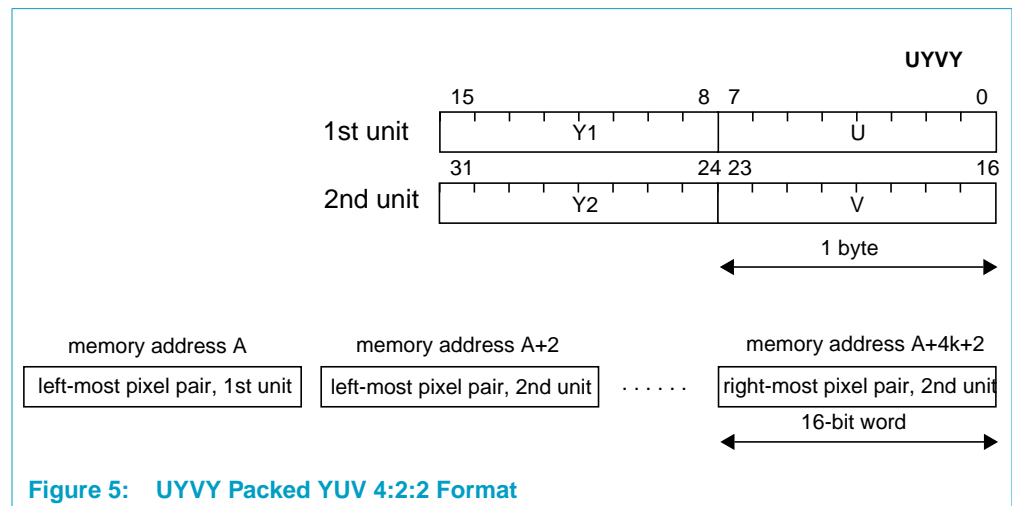 UYVY
15 8 7 0
1st unit Y1 U
31 24 23 16
2nd unit Y2 V
1 byte
memory address A memory address A+2 memory address A+4k+2
left-most pixel pair, 1st unit left-most pixel pair, 2nd unit . . . . . . right-most pixel pair, 2nd unit
16-bit word
Figure 5: UYVY Packed YUV 4:2:2 Format